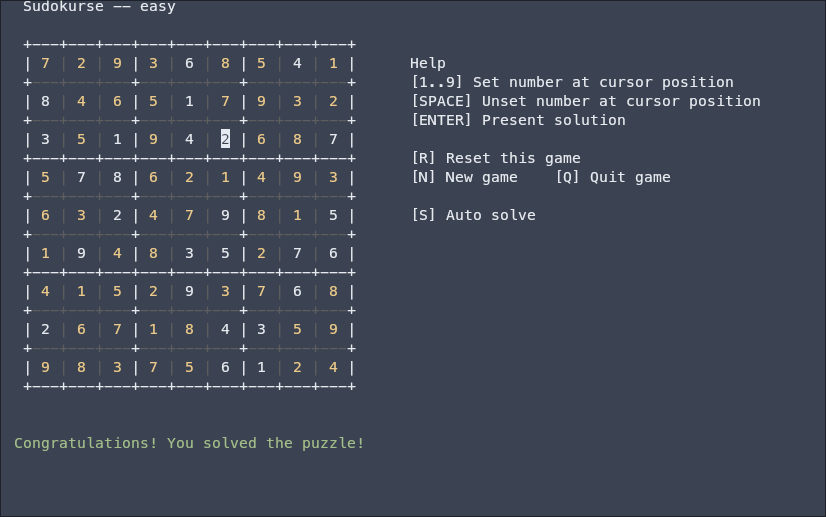 Sudokurse –– easy
+–––+–––+–––+–––+–––+–––+–––+–––+–––+
| 7 | 2 | 9 | 3 | 6 | 8 | 5 | 4 | 1 | Help
+–––+–––+–––+–––+–––+–––+–––+–––+–––+ [1..9] Set number at cursor position
| 8 | 4 | 6 | 5 | 1 | 7 | 9 | 3 | 2 | [SPACE] Unset number at cursor position
+–––+–––+–––+–––+–––+–––+–––+–––+–––+ [ENTER] Present solution
| 3 | 5 | 1 | 9 | 4 | 2 | 6 | 8 | 7 |
+–––+–––+–––+–––+–––+–––+–––+–––+–––+ [R] Reset this game
| 5 | 7 | 8 | 6 | 2 | 1 | 4 | 9 | 3 | [N] New game    [Q] Quit game
+–––+–––+–––+–––+–––+–––+–––+–––+–––+
| 6 | 3 | 2 | 4 | 7 | 9 | 8 | 1 | 5 | [S] Auto solve
+–––+–––+–––+–––+–––+–––+–––+–––+–––+
| 1 | 9 | 4 | 8 | 3 | 5 | 2 | 7 | 6 |
+–––+–––+–––+–––+–––+–––+–––+–––+–––+
| 4 | 1 | 5 | 2 | 9 | 3 | 7 | 6 | 8 |
+–––+–––+–––+–––+–––+–––+–––+–––+–––+
| 2 | 6 | 7 | 1 | 8 | 4 | 3 | 5 | 9 |
+–––+–––+–––+–––+–––+–––+–––+–––+–––+
| 9 | 8 | 3 | 7 | 5 | 6 | 1 | 2 | 4 |
+–––+–––+–––+–––+–––+–––+–––+–––+–––+
Congratulations! You solved the puzzle!